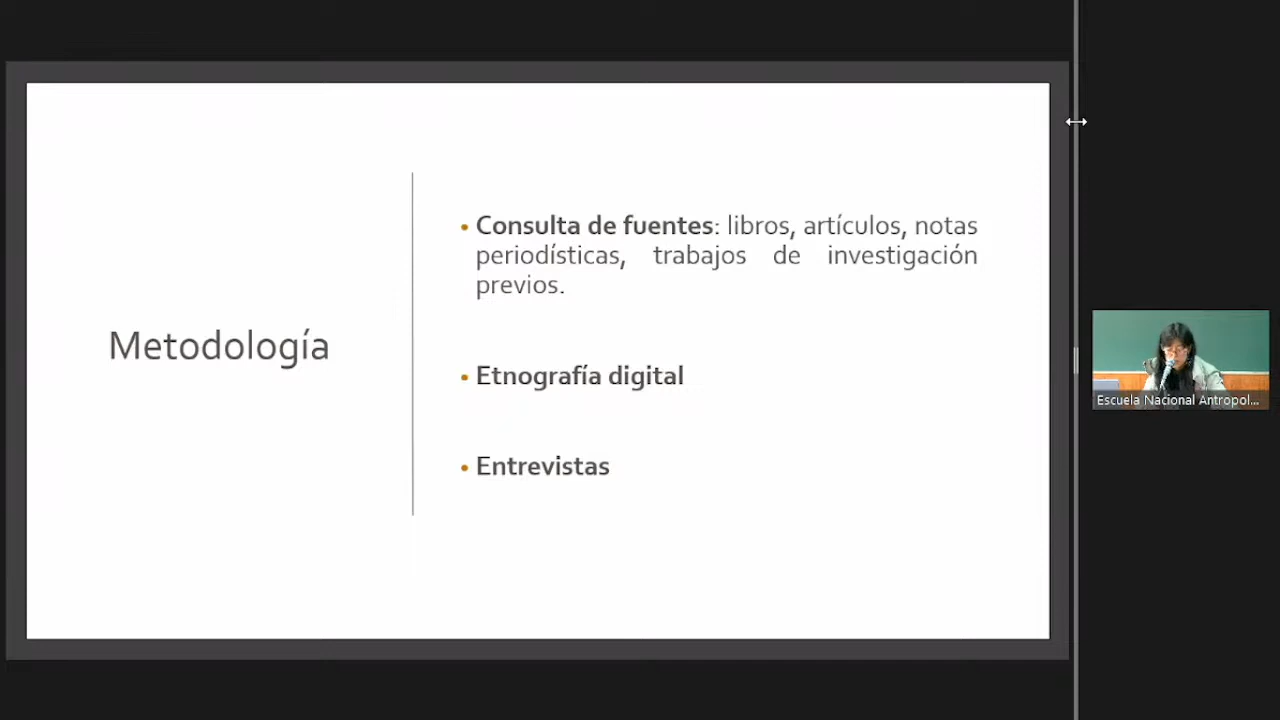 Metodología
• Consulta de fuentes: libros, artículos, notas
periodísticas, trabajos de investigación
previos.
• Etnografía digital
• Entrevistas
Escuela Nacional Antropol...